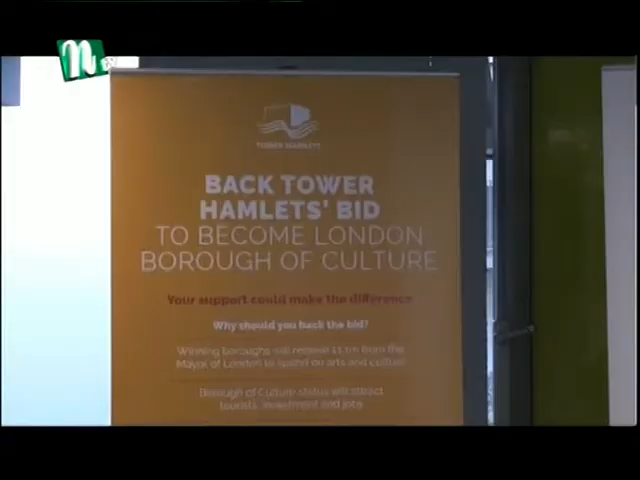 n
TOWER HAMLETS
BACK TOWER
HAMLETS' BID
TO BECOME LONDON
BOROUGH OF CULTURE
Your support could make the difference
Why should you back the bid?
Winning boroughs will receive from the
Mayor of London to spend on arts and culture
Borough of Culture status will attract
tourists, investment and jobs